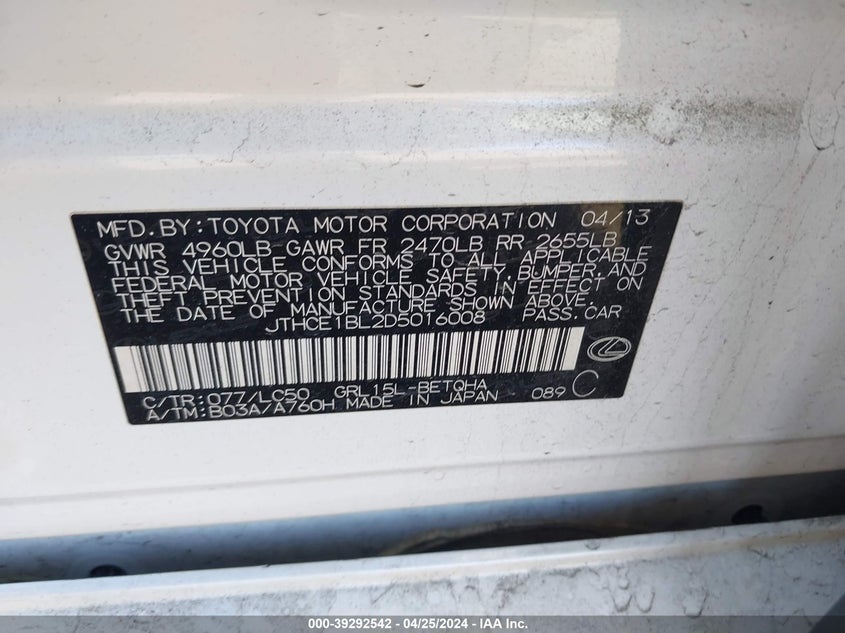 MFD.BY:TOYOTA MOTOR CORPORATION 04/13
GVWR 4960LB GAWR FR 2470LB RR 2655LB
THIS VEHICLE CONFORMS TO ALL APPLICABLE
FEDERAL MOTOR VEHICLE SAFETY, BUMPER, AND
THEFT PREVENTION STANDARDS IN EFFECT ON
THE DATE OF MANUFACTURE SHOWN ABOVE.
JTHCE1BL2D5016008 PASS.CAR
C/TR:077/LC50 GRL15L-BETQHA
A/TM:B03A/A760H MADE IN JAPAN 089 C
000-39292542 - 04/25/2024 - IAA Inc.